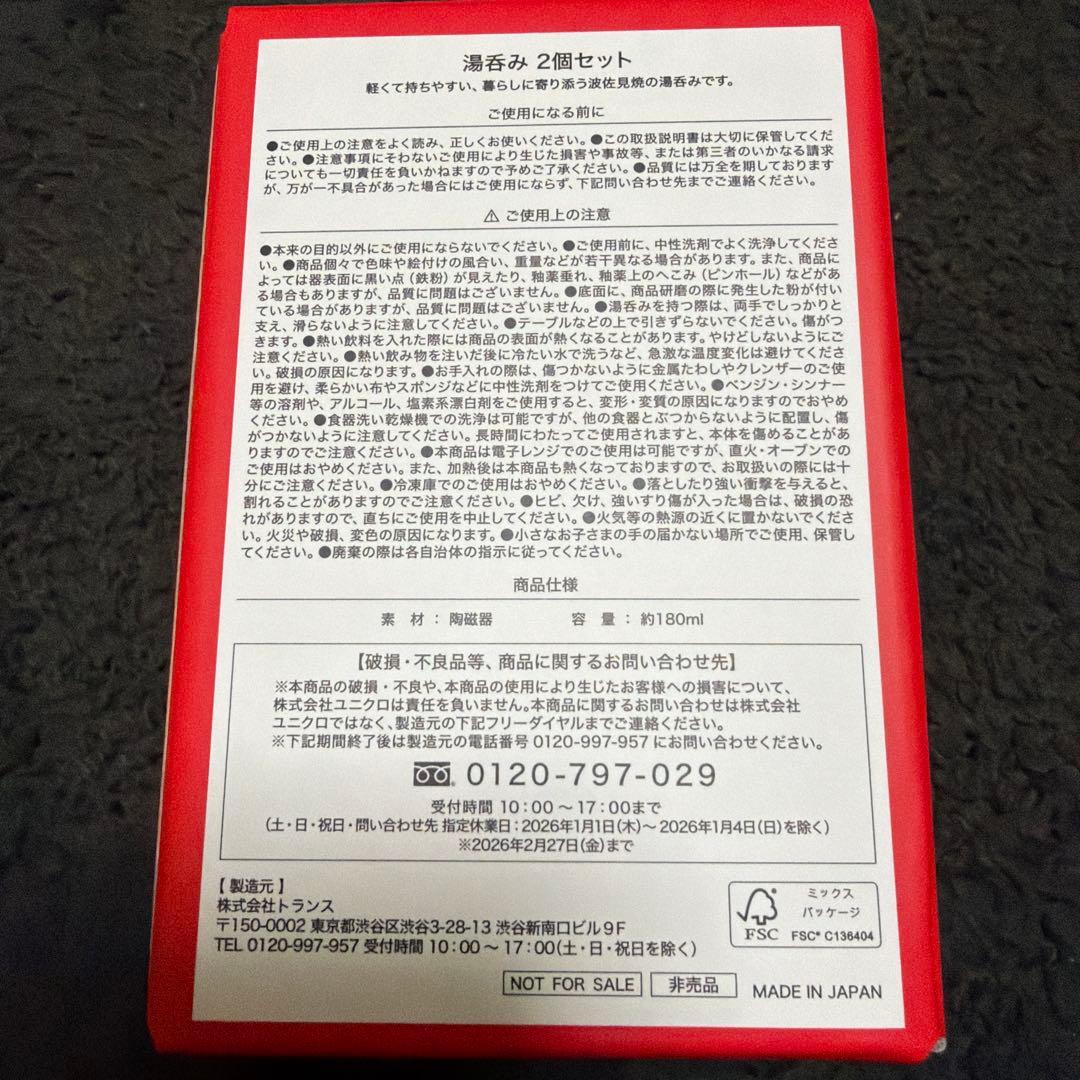 湯呑み 2個セット
軽くて持ちやすい、暮らしに寄り添う波佐見焼の湯呑みです。
ご使用になる前に
●ご使用上の注意をよく読み、正しくお使いください。●この取扱説明書は大切に保管してくだ
さい。●注意事項にそわないご使用により生じた損害や事故等、または第三者のいかなる請求
についても一切責任を負いかねますので予めご了承ください。●品質には万全を期しております
が、万が一不具合があった場合にはご使用にならず、下記問い合わせ先までご連絡ください。
⚠ ご使用上の注意
●本来の目的以外にご使用にならないでください。●ご使用前に、中性洗剤でよく洗浄してくださ
い。●商品個々で色味や絵付けの風合い、重量などが若干異なる場合があります。また、商品に
よっては器表面に黒い点(鉄粉)が見えたり、釉薬垂れ、釉薬上のへこみ(ピンホール)などがあ
る場合もありますが、品質に問題はございません。●底面に、商品研磨の際に発生した粉が付い
ている場合がありますが、品質に問題はございません。●湯呑みを持つ際は、両手でしっかりと
支え、滑らないように注意してください。●テーブルなどの上で引きずらないでください。傷がつ
きます。●熱い飲料を入れた際には商品の表面が熱くなることがあります。やけどしないようにご
注意ください。●熱い飲み物を注いだ後に冷たい水で洗うなど、急激な温度変化は避けてくださ
い。破損の原因になります。●お手入れの際は、傷つかないように金属たわしやクレンザーのご使
用を避け、柔らかい布やスポンジなどに中性洗剤をつけてご使用ください。●ベンジン・シンナー
等の溶剤や、アルコール、塩素系漂白剤をご使用すると、変形・変質の原因になりますのでおやめ
ください。●食器洗い乾燥機での洗浄は可能ですが、他の食器とぶつからないように配置し、傷
がつかないように注意してください。長時間にわたってご使用されますと、本体を傷めることがあ
りますのでご注意ください。●本商品は電子レンジでのご使用は可能ですが、直火・オーブンでの
ご使用はおやめください。また、加熱後は本商品も熱くなっておりますので、お取扱いの際には十
分にご注意ください。●冷凍庫でのご使用はおやめください。●落としたり強い衝撃を与えると、
割れることがありますのでご注意ください。●ヒビ、欠け、強いすり傷が入った場合は、破損の恐
れがありますので、直ちにご使用を中止してください。●火気等の熱源の近くに置かないでくださ
い。火災や破損、変色の原因になります。●小さなお子さまの手の届かない場所でご使用、保管し
てください。●廃棄の際は各自治体の指示に従ってください。
商品仕様
素 材 : 陶磁器 容 量 : 約180ml
【破損・不良品等、商品に関するお問い合わせ先】
※本商品の破損・不良や、本商品の使用により生じたお客様への損害について、
株式会社ユニクロは責任を負いません。本商品に関するお問い合わせは株式会社
ユニクロではなく、製造元の下記フリーダイヤルまでご連絡ください。
※下記期間終了後は製造元の電話番号 0120-997-957 にお問い合わせください。
0120-797-029
受付時間 10:00 ~ 17:00まで
(土・日・祝日・問い合わせ先 指定休業日:2026年1月1日(木)~ 2026年1月4日(日)を除く)
※2026年2月27日(金)まで
【 製造元 】
株式会社トランス
〒150-0002 東京都渋谷区渋谷3-28-13 渋谷新南口ビル9F
TEL 0120-997-957 受付時間 10:00 ~ 17:00(土・日・祝日を除く)
ミックス
パッケージ
FSC
FSC® C136404
NOT FOR SALE 非売品 MADE IN JAPAN